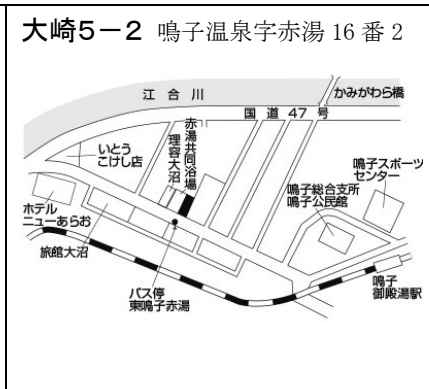 大崎5－2 鳴子温泉字赤湯 16 番 2
江合川
かみがわら橋
国道47号
赤湯共同浴場
理容大沼
いとう
こけし店
鳴子スポーツ
センター
鳴子総合支所
鳴子公民館
ホテル
ニューあらお
旅館大沼
バス停
東鳴子赤湯
鳴子
御殿湯駅